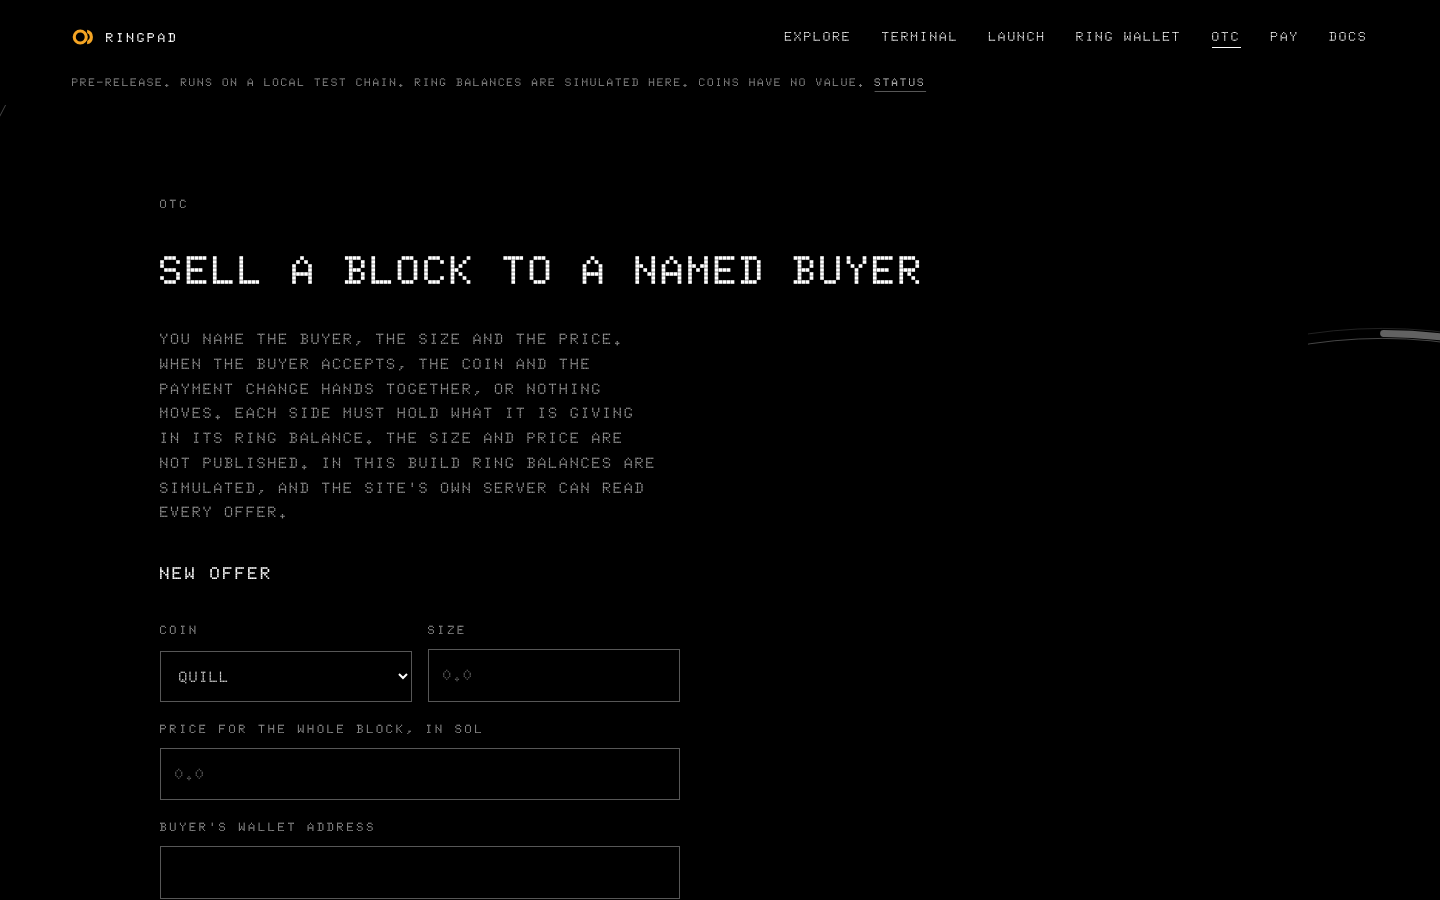 RINGPAD
EXPLORE TERMINAL LAUNCH RING WALLET OTC PAY DOCS
PRE-RELEASE. RUNS ON A LOCAL TEST CHAIN. RING BALANCES ARE SIMULATED HERE. COINS HAVE NO VALUE. STATUS
/
OTC
SELL A BLOCK TO A NAMED BUYER
YOU NAME THE BUYER, THE SIZE AND THE PRICE.
WHEN THE BUYER ACCEPTS, THE COIN AND THE
PAYMENT CHANGE HANDS TOGETHER, OR NOTHING
MOVES. EACH SIDE MUST HOLD WHAT IT IS GIVING
IN ITS RING BALANCE. THE SIZE AND PRICE ARE
NOT PUBLISHED. IN THIS BUILD RING BALANCES ARE
SIMULATED, AND THE SITE'S OWN SERVER CAN READ
EVERY OFFER.
NEW OFFER
COIN SIZE
QUILL 0.0
PRICE FOR THE WHOLE BLOCK, IN SOL
0.0
BUYER'S WALLET ADDRESS